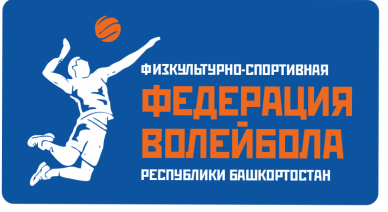 ФИЗКУЛЬТУРНО-СПОРТИВНАЯ
ФЕДЕРАЦИЯ
ВОЛЕЙБОЛА
РЕСПУБЛИКИ БАШКОРТОСТАН